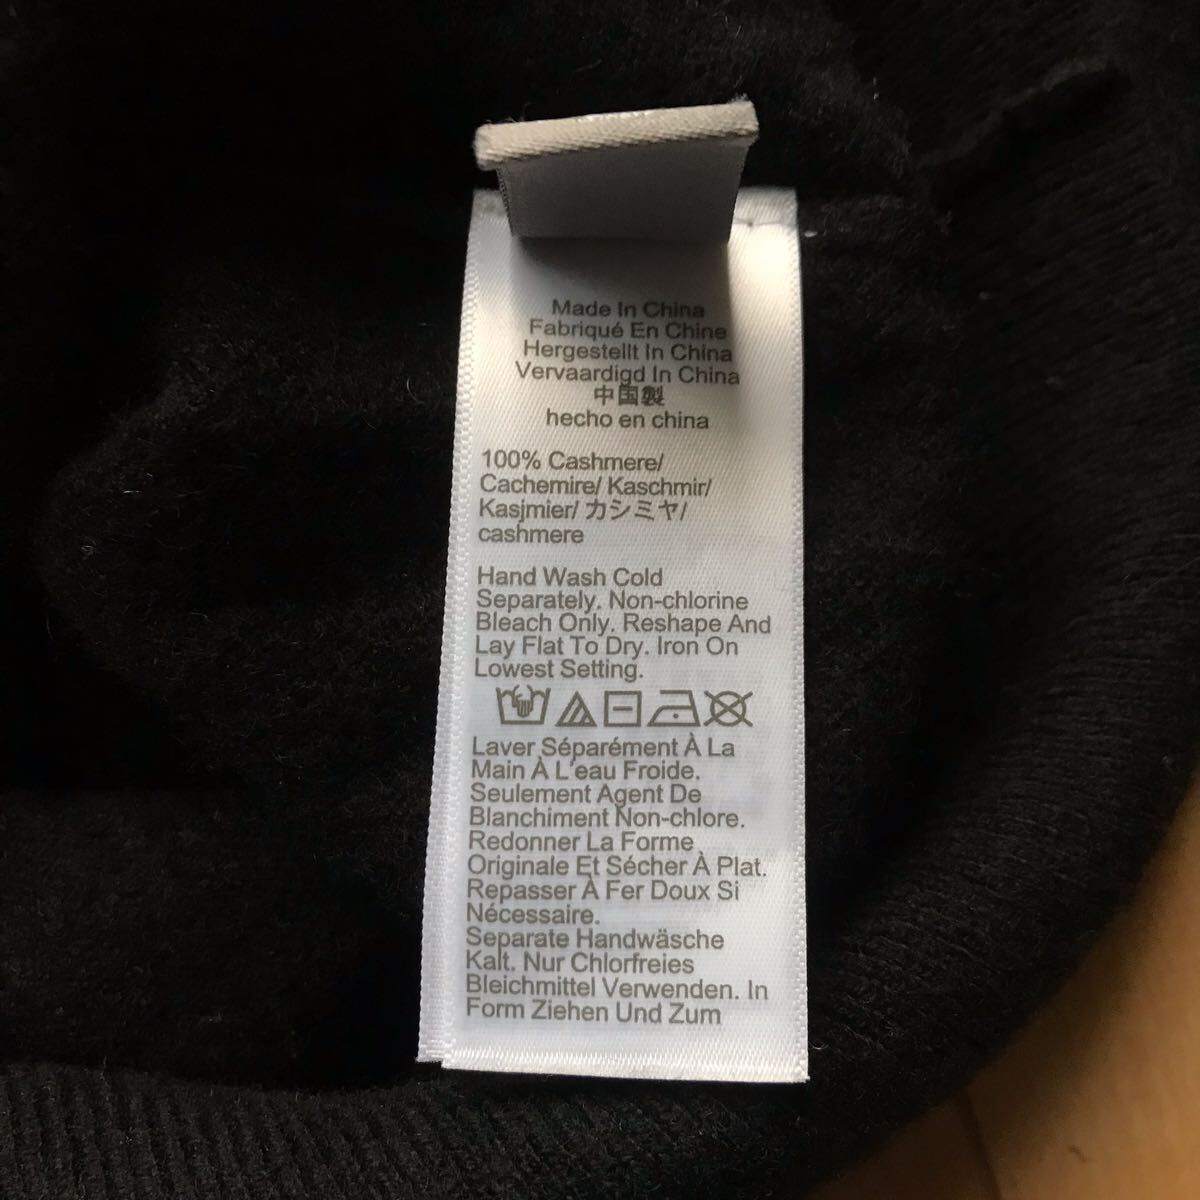 Made In China
Fabriqué En Chine
Hergestellt In China
Vervaardigd In China
中国製
hecho en china
100% Cashmere/
Cachemire/ Kaschmir/
Kasjmier/ カシミヤ/
cashmere
Hand Wash Cold
Separately. Non-chlorine
Bleach Only. Reshape And
Lay Flat To Dry. Iron On
Lowest Setting.
Laver Séparément À La
Main À L'eau Froide.
Seulement Agent De
Blanchiment Non-chlore.
Redonner La Forme
Originale Et Sécher À Plat.
Repasser À Fer Doux Si
Nécessaire.
Separate Handwäsche
Kalt. Nur Chlorfreies
Bleichmittel Verwenden. In
Form Ziehen Und Zum